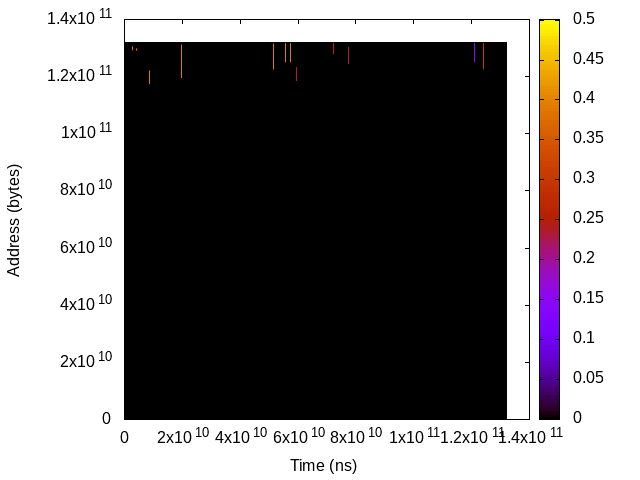 1.4x10 11
1.2x10 11
1x10 11
8x10 10
6x10 10
4x10 10
2x10 10
0
Address (bytes)
0 2x10 10 4x10 10 6x10 10 8x10 10 1x10 11 1.2x10 11 1.4x10 11
Time (ns)
0.5
0.45
0.4
0.35
0.3
0.25
0.2
0.15
0.1
0.05
0